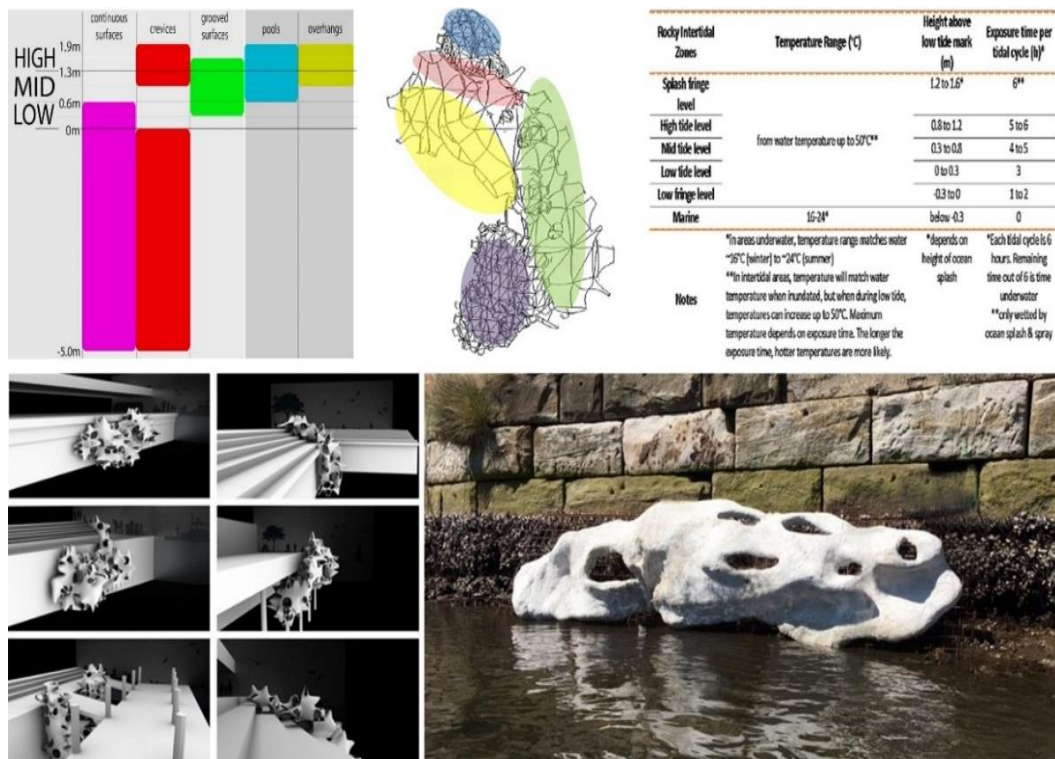 continuous surfaces
crevices
grooved surfaces
pools
overhangs
HIGH
MID
LOW
1.9m
1.3m
0.6m
0m
-5.0m
Rocky Intertidal Zones
Temperature Range (°C)
Height above low tide mark (m)
Exposure time per tidal cycle (h)*
Splash fringe level
1.2 to 1.6*
6**
High tide level
from water temperature up to 50°C**
0.8 to 1.2
5 to 6
Mid tide level
0.3 to 0.8
4 to 5
Low tide level
0 to 0.3
3
Low fringe level
-0.3 to 0
1 to 2
Marine
16-24*
below -0.3
0
Notes
*In areas underwater, temperature range matches water
~16°C (winter) to ~24°C (summer)
**In intertidal areas, temperature will match water
temperature when inundated, but when during low tide,
temperatures can increase up to 50°C. Maximum
temperature depends on exposure time. The longer the
exposure time, hotter temperatures are more likely.
*depends on
height of ocean
splash
*Each tidal cycle is 6
hours. Remaining
time out of 6 is time
underwater
**only wetted by
ocean splash & spray